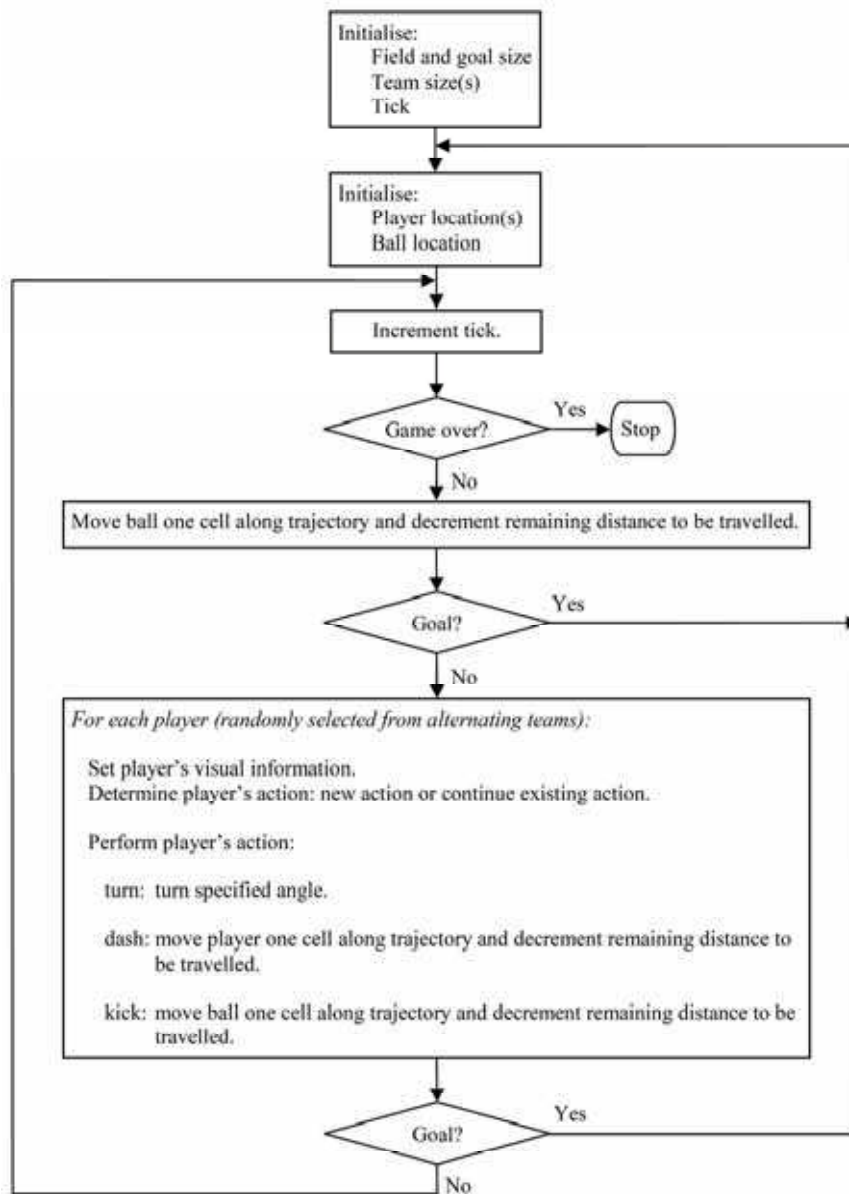 Initialise:
Field and goal size
Team size(s)
Tick
Initialise:
Player location(s)
Ball location
Increment tick.
Game over?
Yes
Stop
No
Move ball one cell along trajectory and decrement remaining distance to be travelled.
Goal?
Yes
No
For each player (randomly selected from alternating teams):
Set player's visual information.
Determine player's action: new action or continue existing action.
Perform player's action:
turn: turn specified angle.
dash: move player one cell along trajectory and decrement remaining distance to
be travelled.
kick: move ball one cell along trajectory and decrement remaining distance to be
travelled.
Goal?
Yes
No